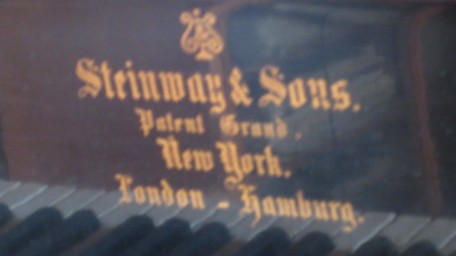 Steinway & Sons.
Patent Grand.
New York.
London - Hamburg.